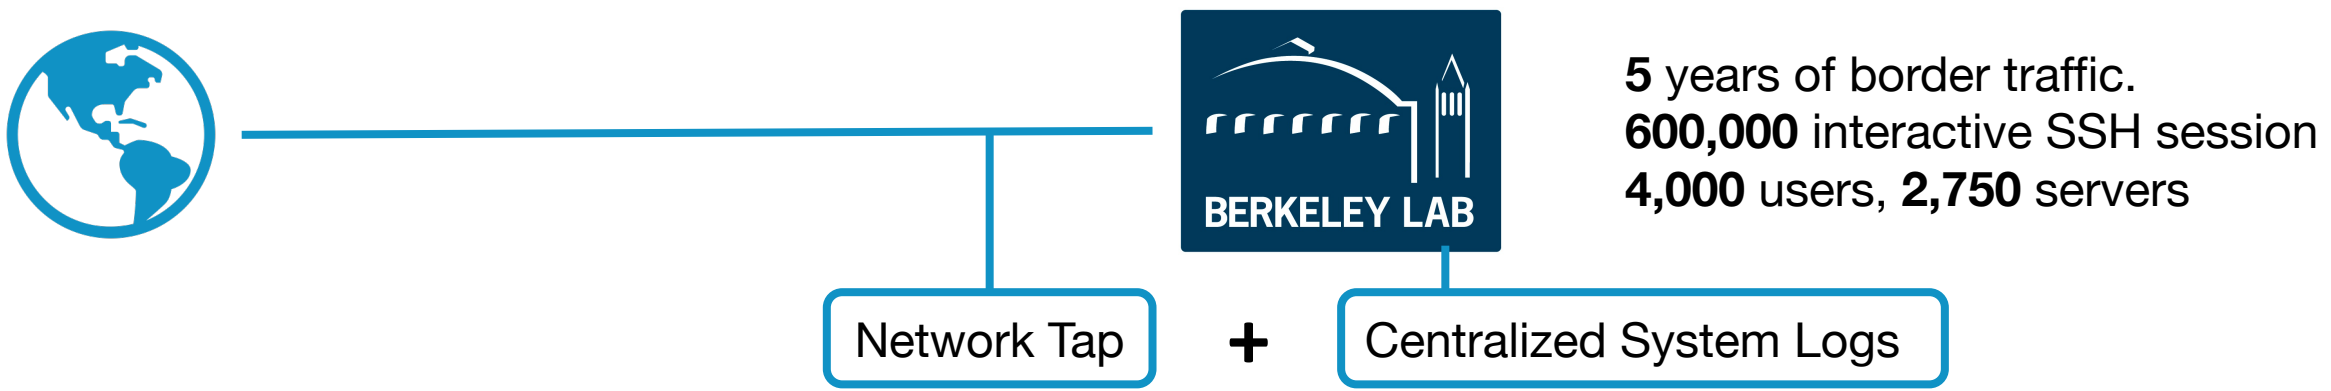 5 years of border traffic.
600,000 interactive SSH session
4,000 users, 2,750 servers
BERKELEY LAB
Network Tap
+
Centralized System Logs